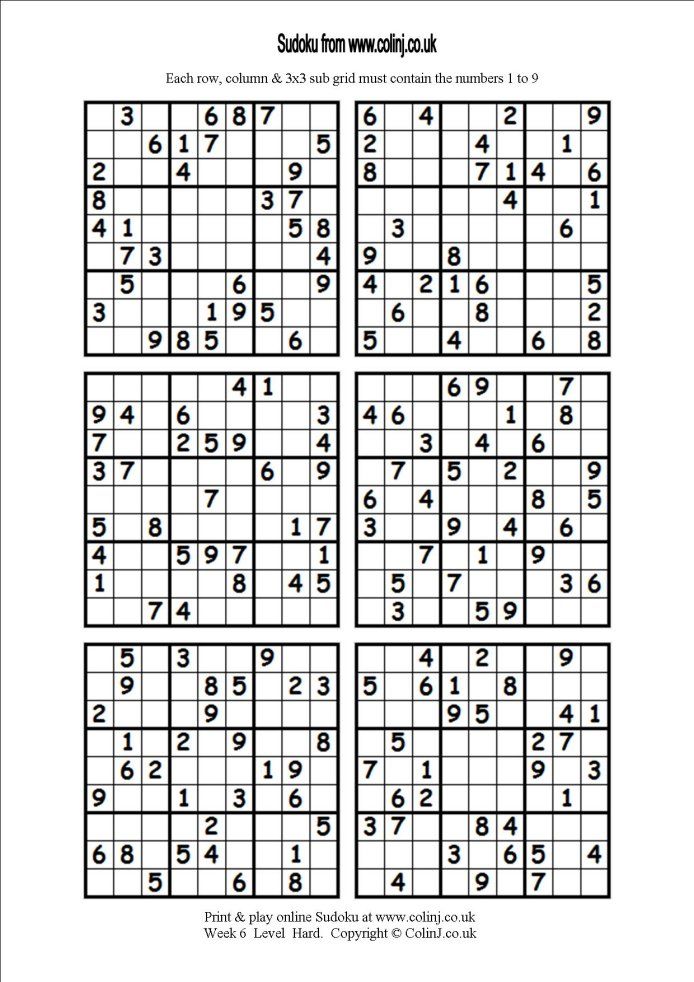 Sudoku from www.colinj.co.uk
Each row, column & 3x3 sub grid must contain the numbers 1 to 9
3 6 8 7 6 4 2 9
6 1 7 5 2 4 1
2 4 9 8 7 1 4 6
8 3 7 4 1
4 1 5 8 3 6
7 3 4 9 8
5 6 9 4 2 1 6 5
3 1 9 5 6 8 2
9 8 5 6 5 4 6 8
4 1 6 9 7
9 4 6 3 4 6 1 8
7 2 5 9 4 3 4 6
3 7 6 9 7 5 2 9
7 6 4 8 5
5 8 1 7 3 9 4 6
4 5 9 7 1 7 1 9
1 8 4 5 5 7 3 6
7 4 3 5 9
5 3 9 4 2 9
9 8 5 2 3 5 6 1 8
2 9 9 5 4 1
1 2 9 8 5 2 7
6 2 1 9 7 1 9 3
9 1 3 6 6 2 1
2 5 3 7 8 4
6 8 5 4 1 3 6 5 4
5 6 8 4 9 7
Print & play online Sudoku at www.colinj.co.uk
Week 6 Level Hard. Copyright © ColinJ.co.uk